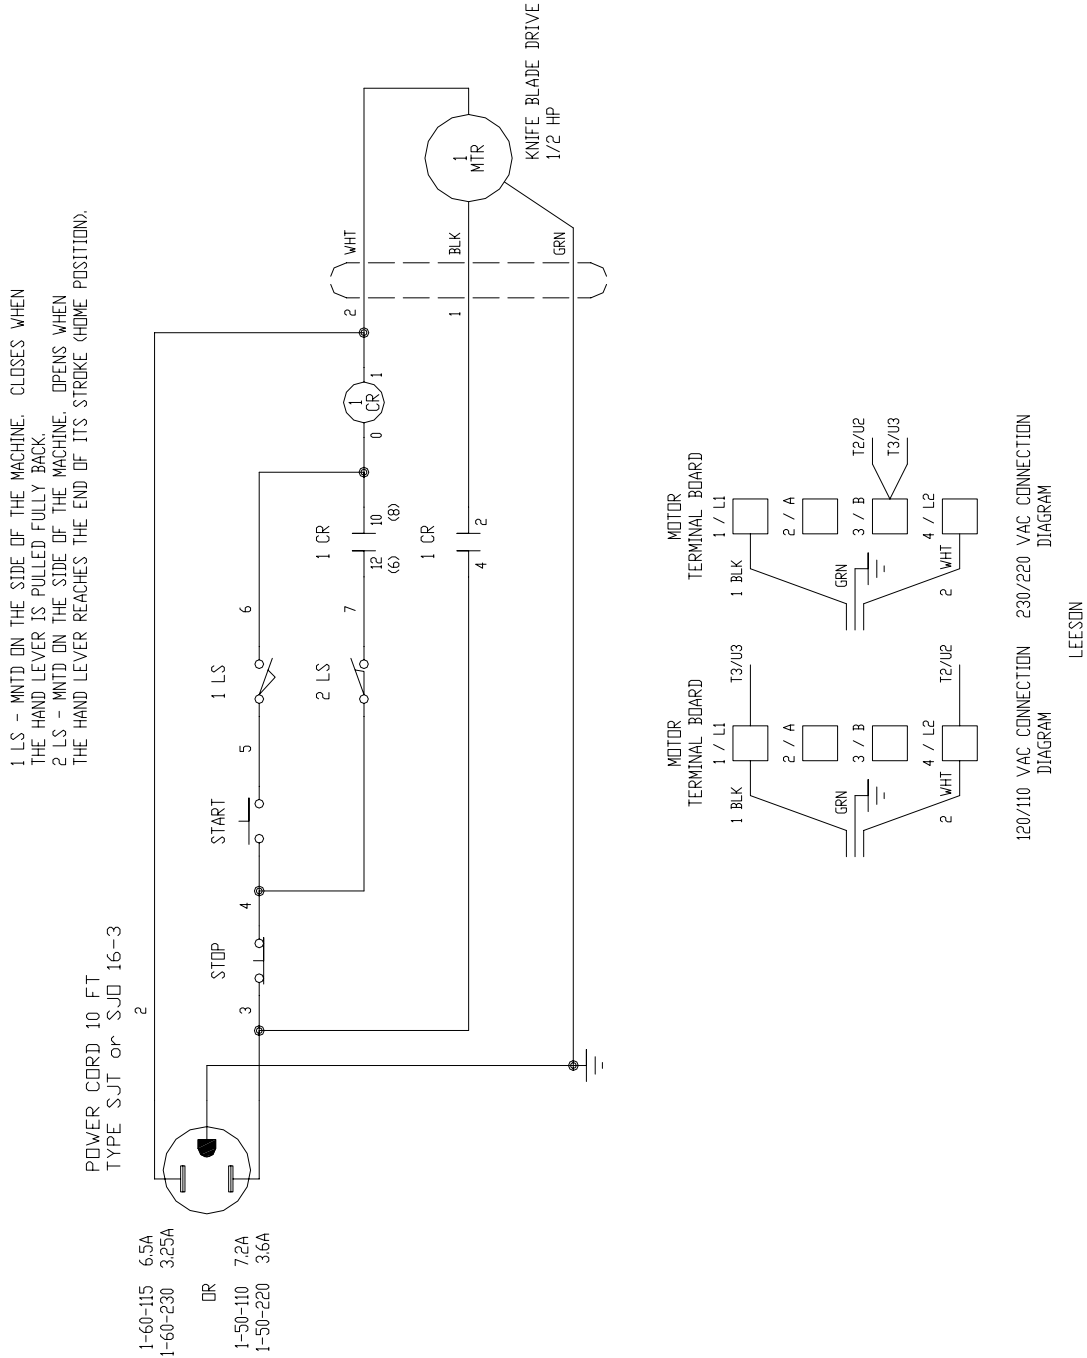 1 LS - MNTD ON THE SIDE OF THE MACHINE. CLOSES WHEN
THE HAND LEVER IS PULLED FULLY BACK.
2 LS - MNTD ON THE SIDE OF THE MACHINE. OPENS WHEN
THE HAND LEVER REACHES THE END OF ITS STROKE (HOME POSITION).
POWER CORD 10 FT
TYPE SJT or SJO 16-3
1-60-115 6.5A
1-60-230 3.25A
OR
1-50-110 7.2A
1-50-220 3.6A
2
3
STOP
4
START
5
1 LS
6
2 LS
7
1 CR
12
(6)
10
(8)
1 CR
4
2
0
1
CR
1
2
WHT
1
BLK
GRN
1
MTR
KNIFE BLADE DRIVE
1/2 HP
MOTOR
TERMINAL BOARD
1 / L1
2 / A
3 / B
4 / L2
1 BLK
GRN
WHT
2
T3/U3
T2/U2
120/110 VAC CONNECTION
DIAGRAM
MOTOR
TERMINAL BOARD
1 / L1
2 / A
3 / B
4 / L2
1 BLK
GRN
WHT
2
T2/U2
T3/U3
230/220 VAC CONNECTION
DIAGRAM
LEESON